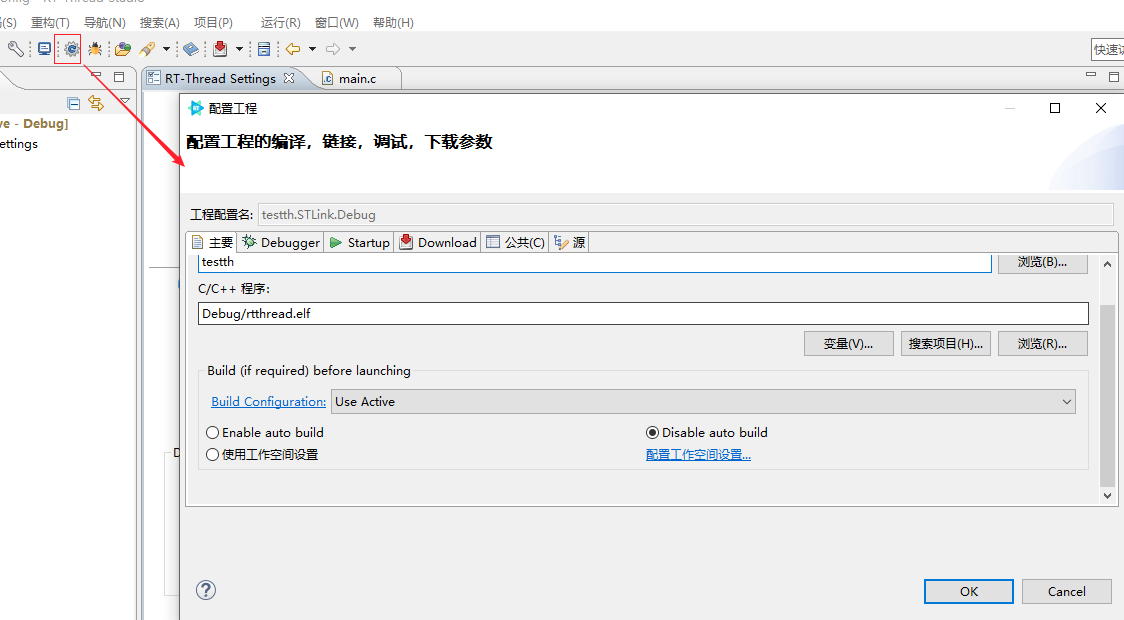 RT-Thread Studio
(S) 重构(T) 导航(N) 搜索(A) 项目(P) 运行(R) 窗口(W) 帮助(H)
快速访
RT-Thread Settings
main.c
ve - Debug]
ettings
配置工程
配置工程的编译，链接，调试，下载参数
工程配置名:
testth.STLink.Debug
主要
Debugger
Startup
Download
公共(C)
源
testth
浏览(B)...
C/C++ 程序:
Debug/rtthread.elf
变量(V)...
搜索项目(H)...
浏览(R)...
Build (if required) before launching
Build Configuration:
Use Active
Enable auto build
Disable auto build
使用工作空间设置
配置工作空间设置...
D
OK
Cancel